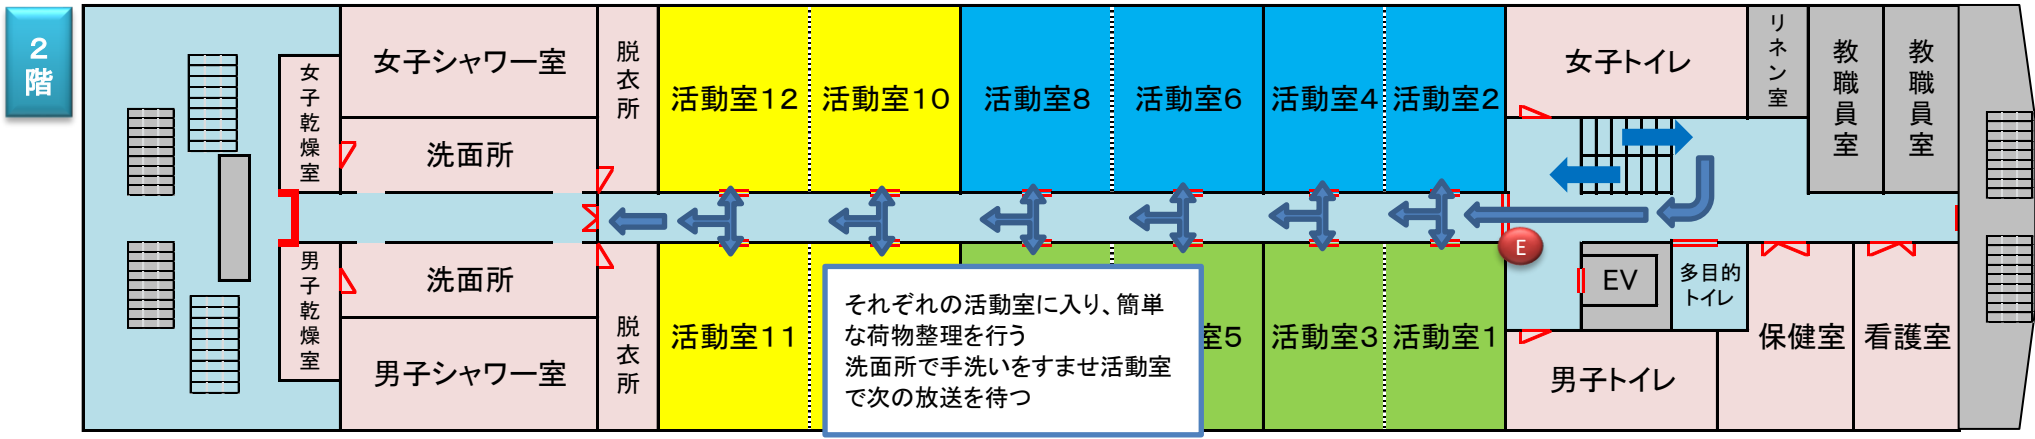 2階
女子シャワー室
脱衣所
活動室12
活動室10
活動室8
活動室6
活動室4
活動室2
女子トイレ
リネン室
教職員室
教職員室
女子乾燥室
洗面所
E
男子乾燥室
洗面所
男子シャワー室
脱衣所
活動室11
それぞれの活動室に入り、簡単
な荷物整理を行う
洗面所で手洗いをすませ活動室
で次の放送を待つ
室5
活動室3
活動室1
EV
多目的
トイレ
男子トイレ
保健室
看護室